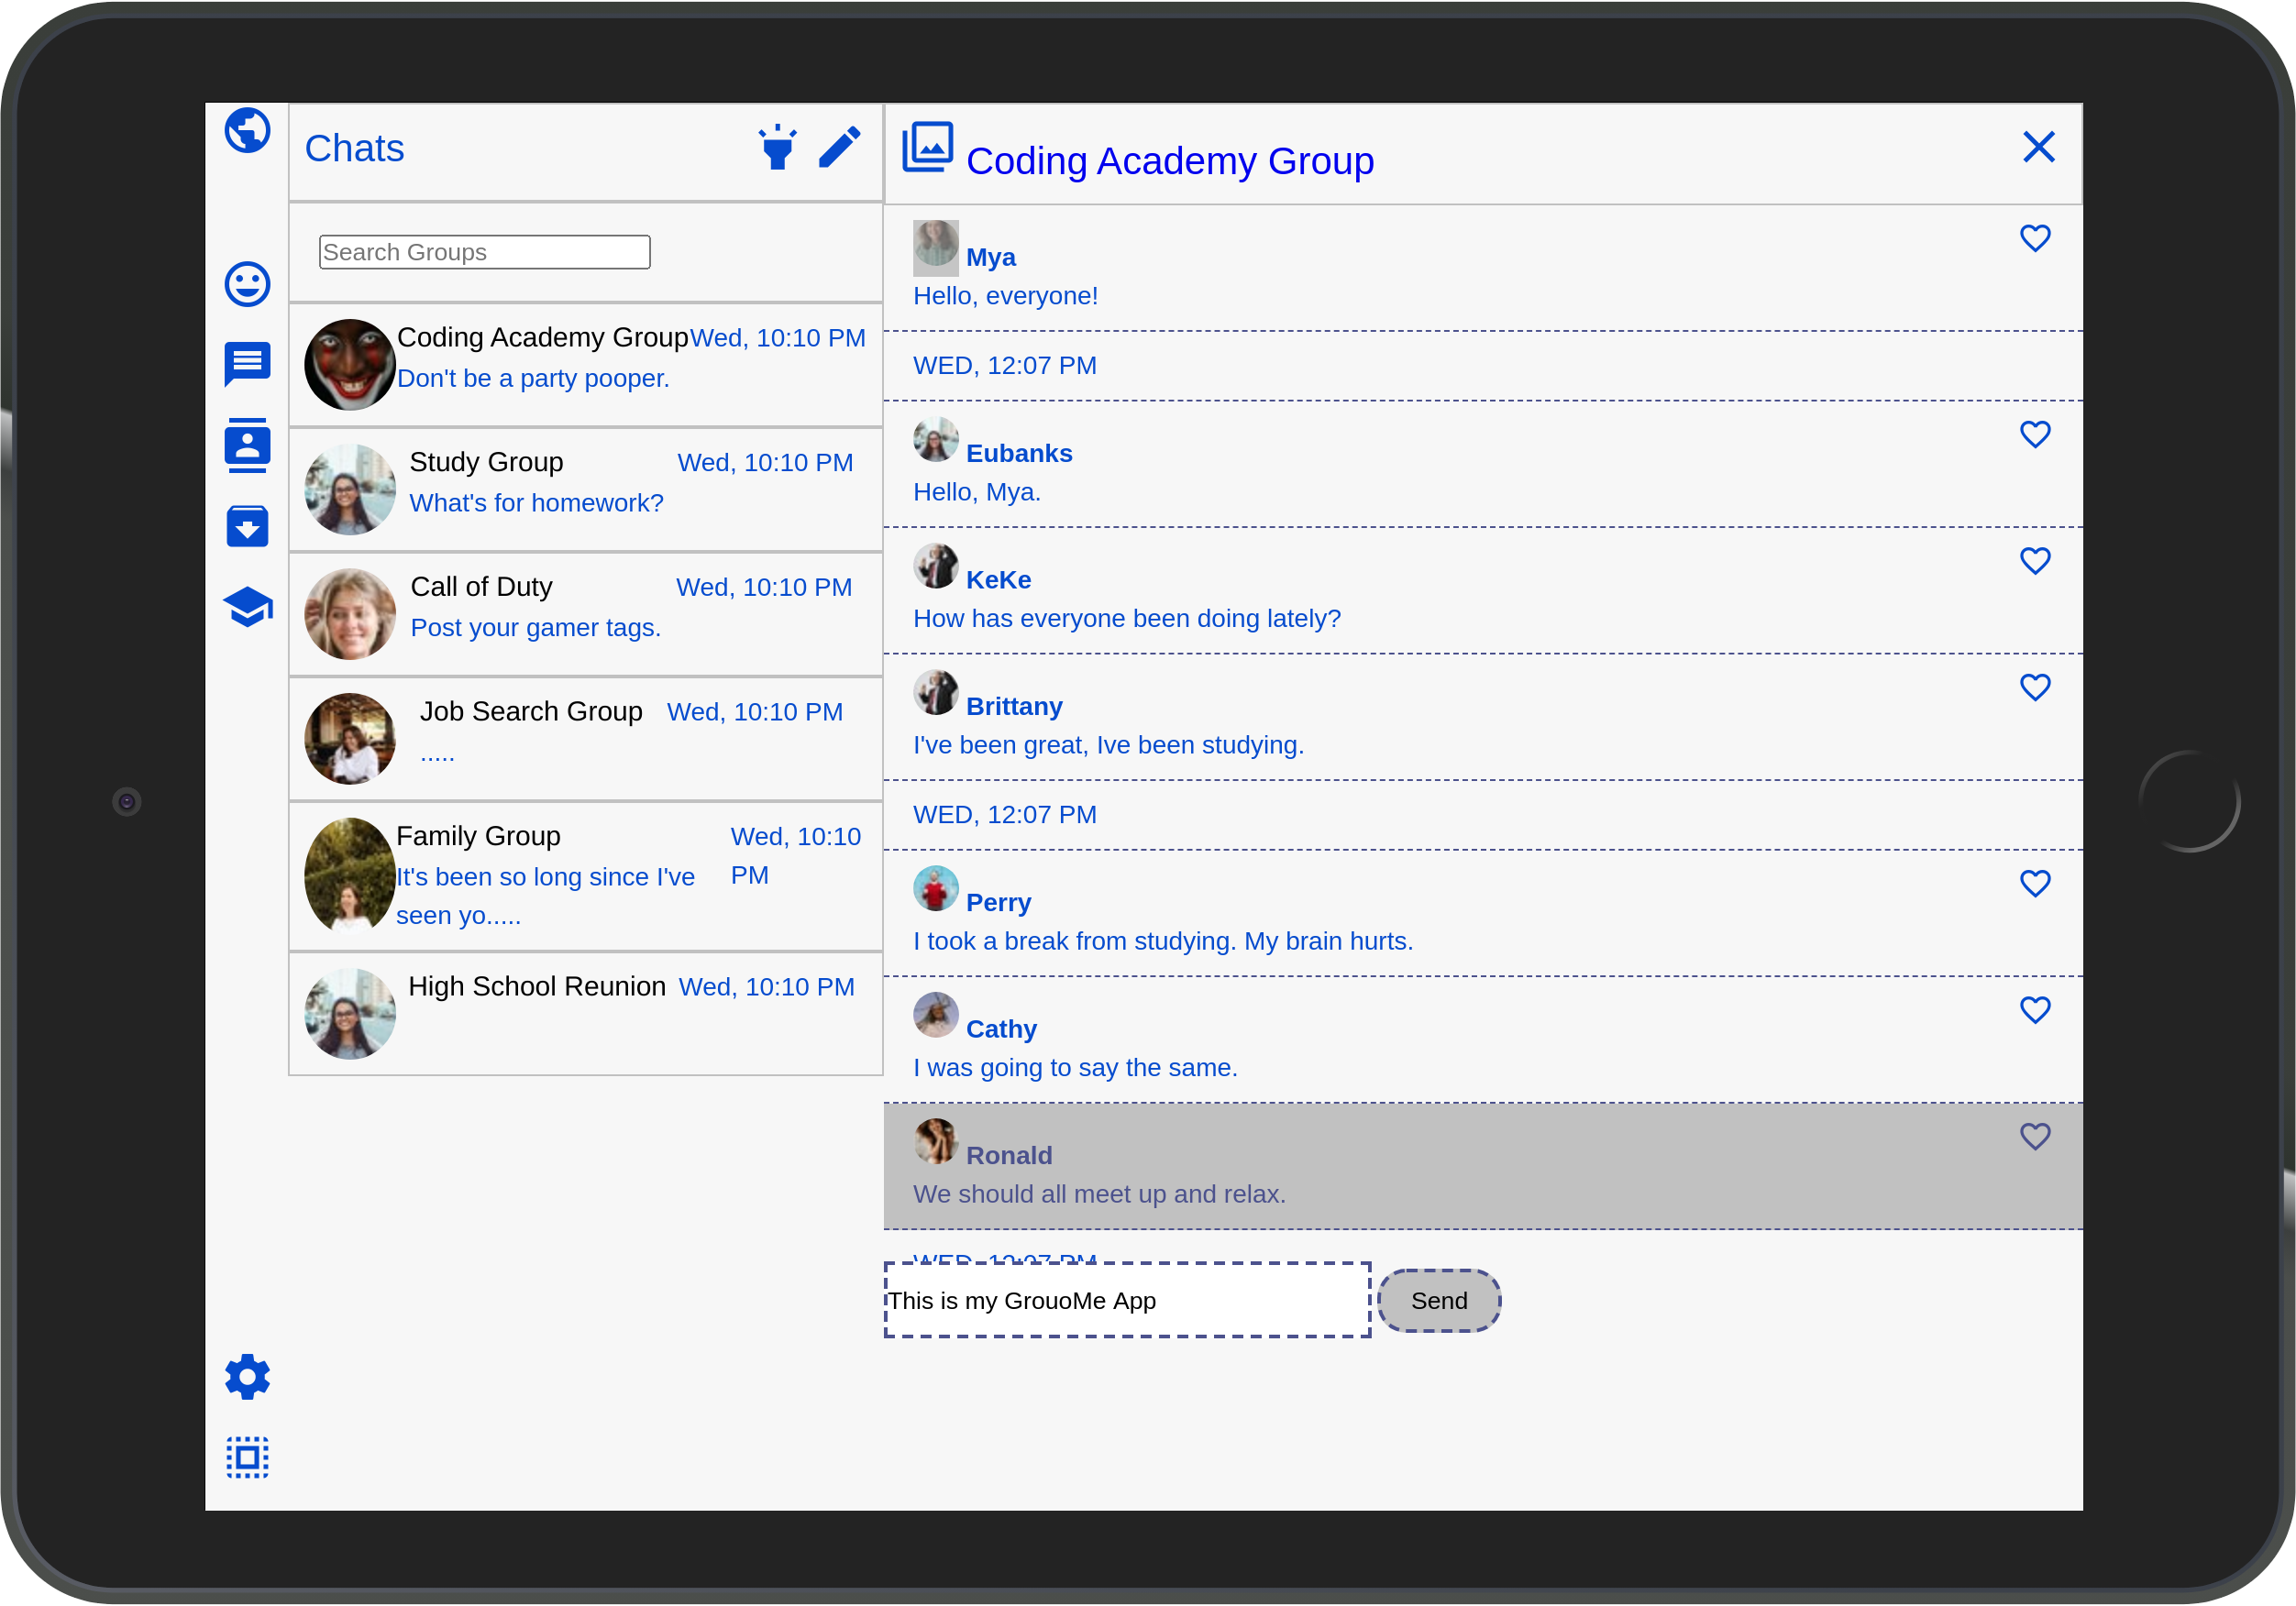 Chats
Search Groups
Coding Academy Group Wed, 10:10 PM
Don't be a party pooper.
Study Group Wed, 10:10 PM
What's for homework?
Call of Duty Wed, 10:10 PM
Post your gamer tags.
Job Search Group Wed, 10:10 PM
.....
Family Group Wed, 10:10
PM
It's been so long since I've
seen yo.....
High School Reunion Wed, 10:10 PM
Coding Academy Group
Mya
Hello, everyone!
WED, 12:07 PM
Eubanks
Hello, Mya.
KeKe
How has everyone been doing lately?
Brittany
I've been great, Ive been studying.
WED, 12:07 PM
Perry
I took a break from studying. My brain hurts.
Cathy
I was going to say the same.
Ronald
We should all meet up and relax.
WED, 12:07 PM
This is my GrouoMe App
Send